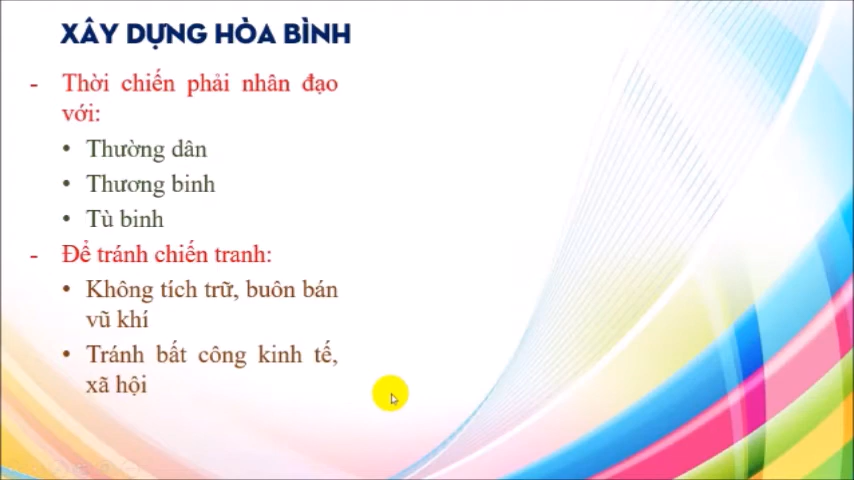 XÂY DỰNG HÒA BÌNH
- Thời chiến phải nhân đạo
với:
• Thường dân
• Thương binh
• Tù binh
- Để tránh chiến tranh:
• Không tích trữ, buôn bán
vũ khí
• Tránh bất công kinh tế,
xã hội